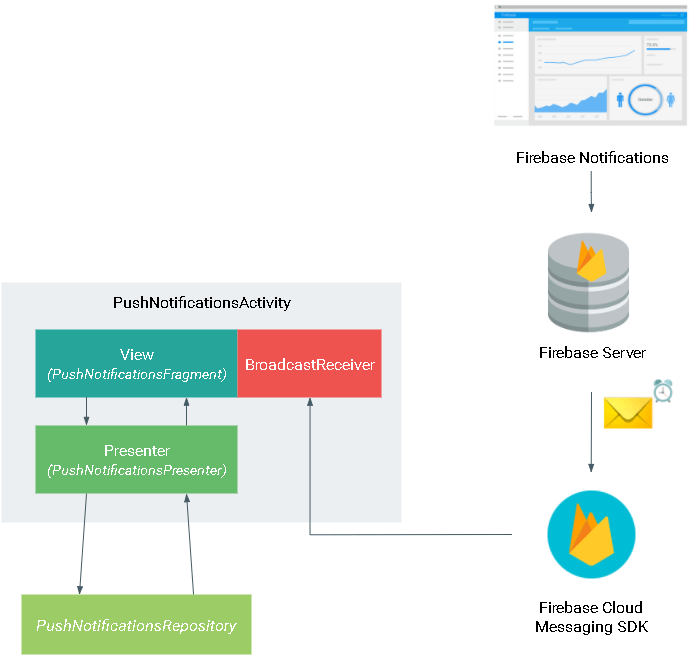 Firebase Notifications
Firebase Server
PushNotificationsActivity
View
(PushNotificationsFragment)
BroadcastReceiver
Presenter
(PushNotificationsPresenter)
PushNotificationsRepository
Firebase Cloud
Messaging SDK